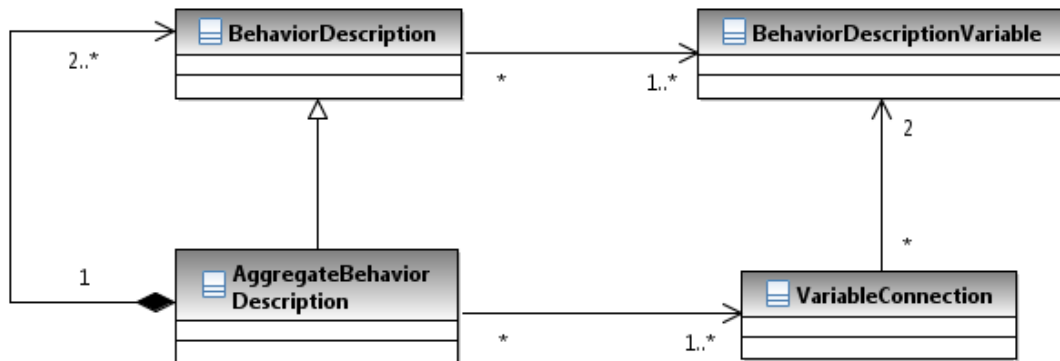 BehaviorDescription
BehaviorDescriptionVariable
2..*
*
1..*
2
*
1
AggregateBehavior
Description
VariableConnection
*
1..*